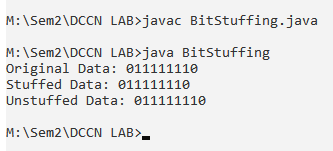 M:\Sem2\DCCN LAB>javac BitStuffing.java
M:\Sem2\DCCN LAB>java BitStuffing
Original Data: 011111110
Stuffed Data: 011111110
Unstuffed Data: 011111110
M:\Sem2\DCCN LAB>